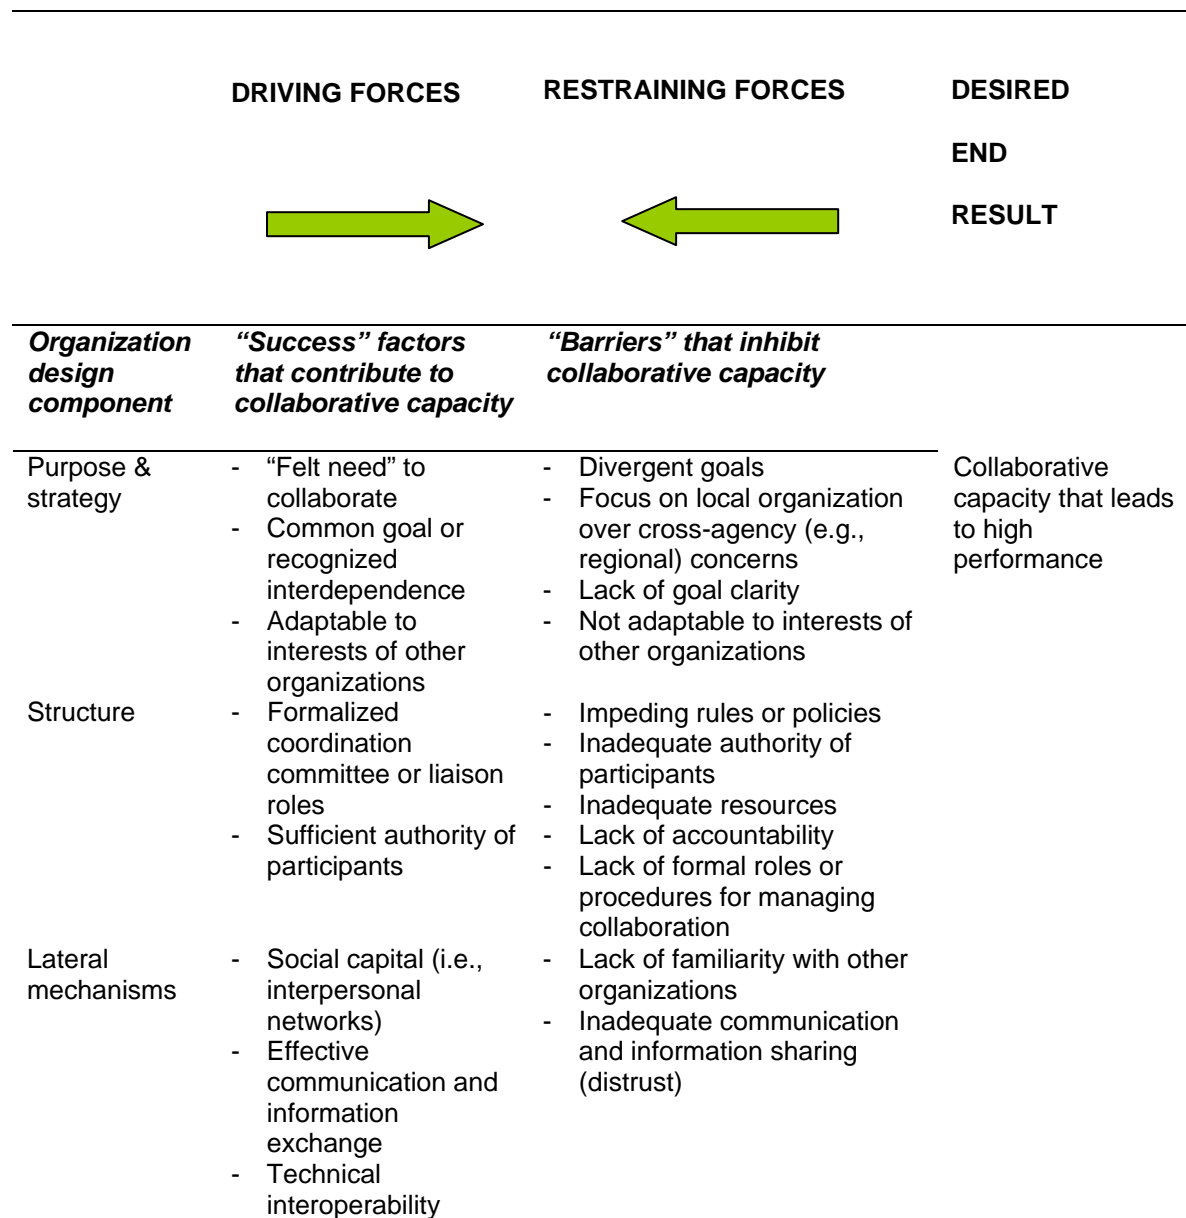 DRIVING FORCES
RESTRAINING FORCES
DESIRED
END
RESULT
Organization
design
component
“Success” factors
that contribute to
collaborative capacity
“Barriers” that inhibit
collaborative capacity
Purpose &
strategy
- “Felt need” to
collaborate
- Common goal or
recognized
interdependence
- Adaptable to
interests of other
organizations
- Divergent goals
- Focus on local organization
over cross-agency (e.g.,
regional) concerns
- Lack of goal clarity
- Not adaptable to interests of
other organizations
Collaborative
capacity that leads
to high
performance
Structure
- Formalized
coordination
committee or liaison
roles
- Sufficient authority of
participants
- Impeding rules or policies
- Inadequate authority of
participants
- Inadequate resources
- Lack of accountability
- Lack of formal roles or
procedures for managing
collaboration
Lateral
mechanisms
- Social capital (i.e.,
interpersonal
networks)
- Effective
communication and
information
exchange
- Technical
interoperability
- Lack of familiarity with other
organizations
- Inadequate communication
and information sharing
(distrust)